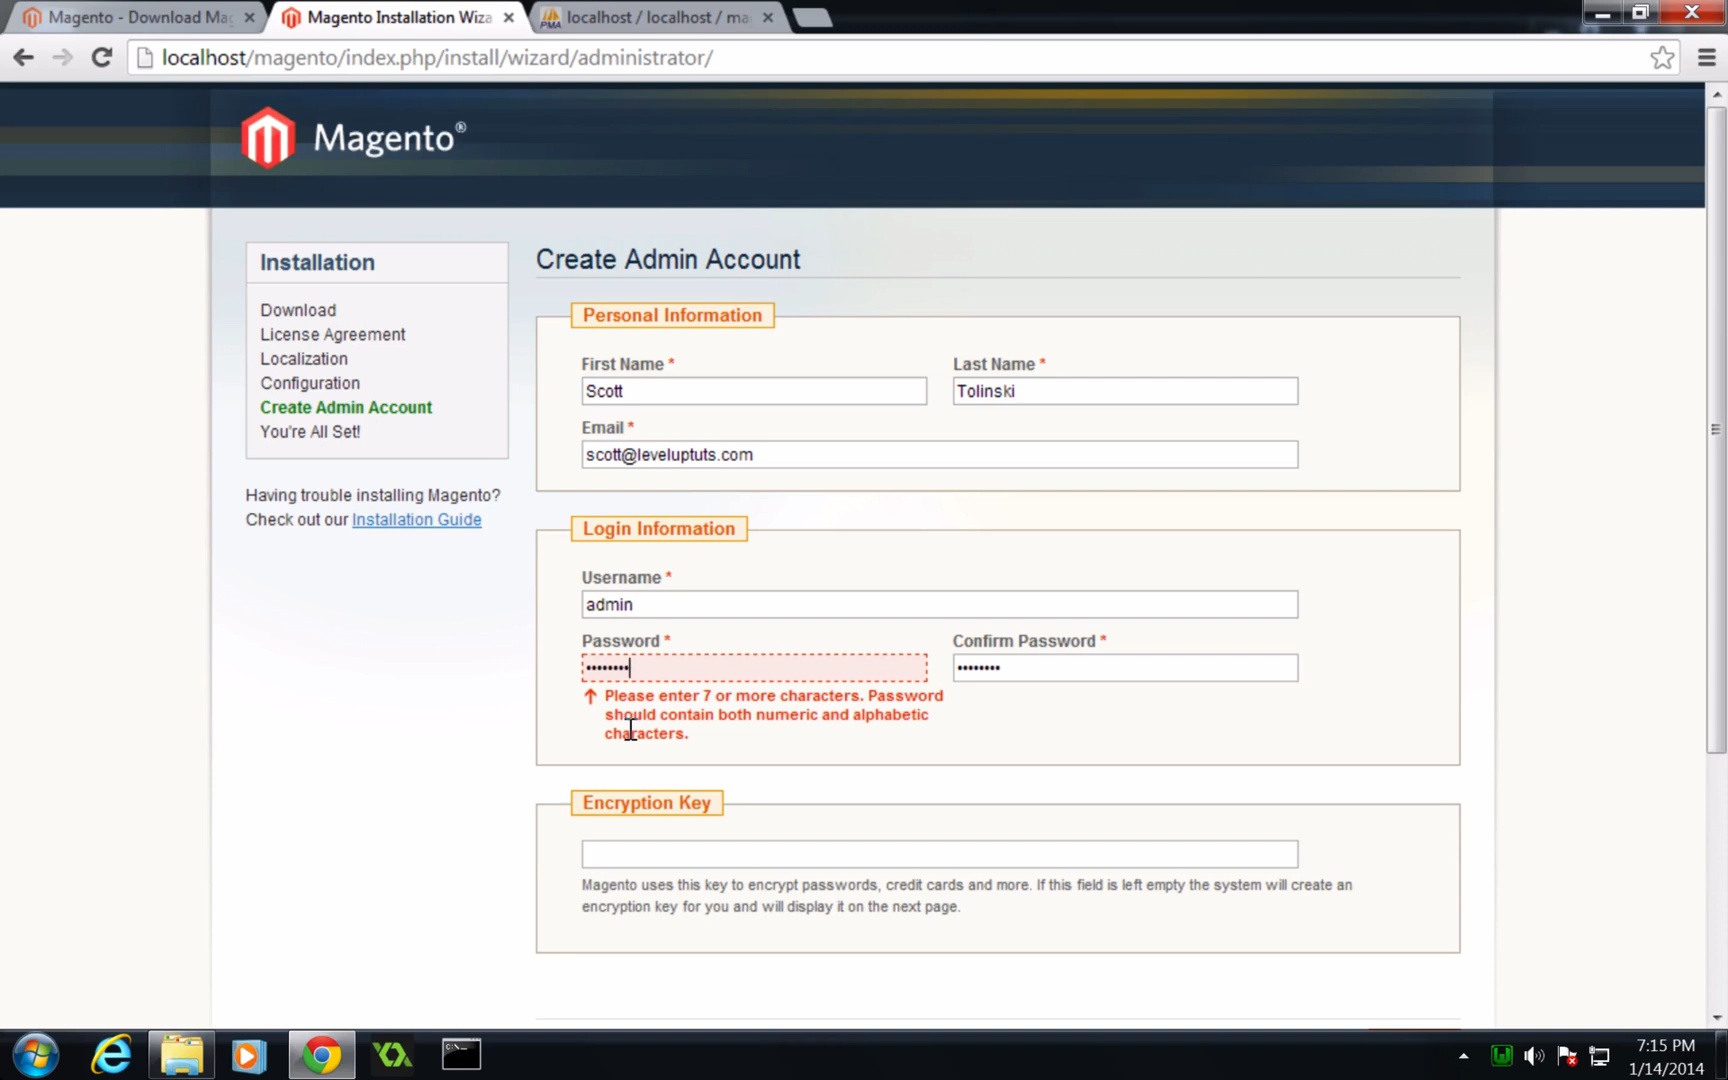 Magento - Download Mag
Magento Installation Wiza
localhost / localhost / ma
localhost/magento/index.php/install/wizard/administrator/
Magento®
Installation
Download
License Agreement
Localization
Configuration
Create Admin Account
You're All Set!
Having trouble installing Magento?
Check out our Installation Guide
Create Admin Account
Personal Information
First Name *
Last Name *
Scott
Tolinski
Email *
scott@leveluptuts.com
Login Information
Username *
admin
Password *
Confirm Password *
••••••••
••••••••
Please enter 7 or more characters. Password
should contain both numeric and alphabetic
characters.
Encryption Key
Magento uses this key to encrypt passwords, credit cards and more. If this field is left empty the system will create an
encryption key for you and will display it on the next page.
7:15 PM
1/14/2014